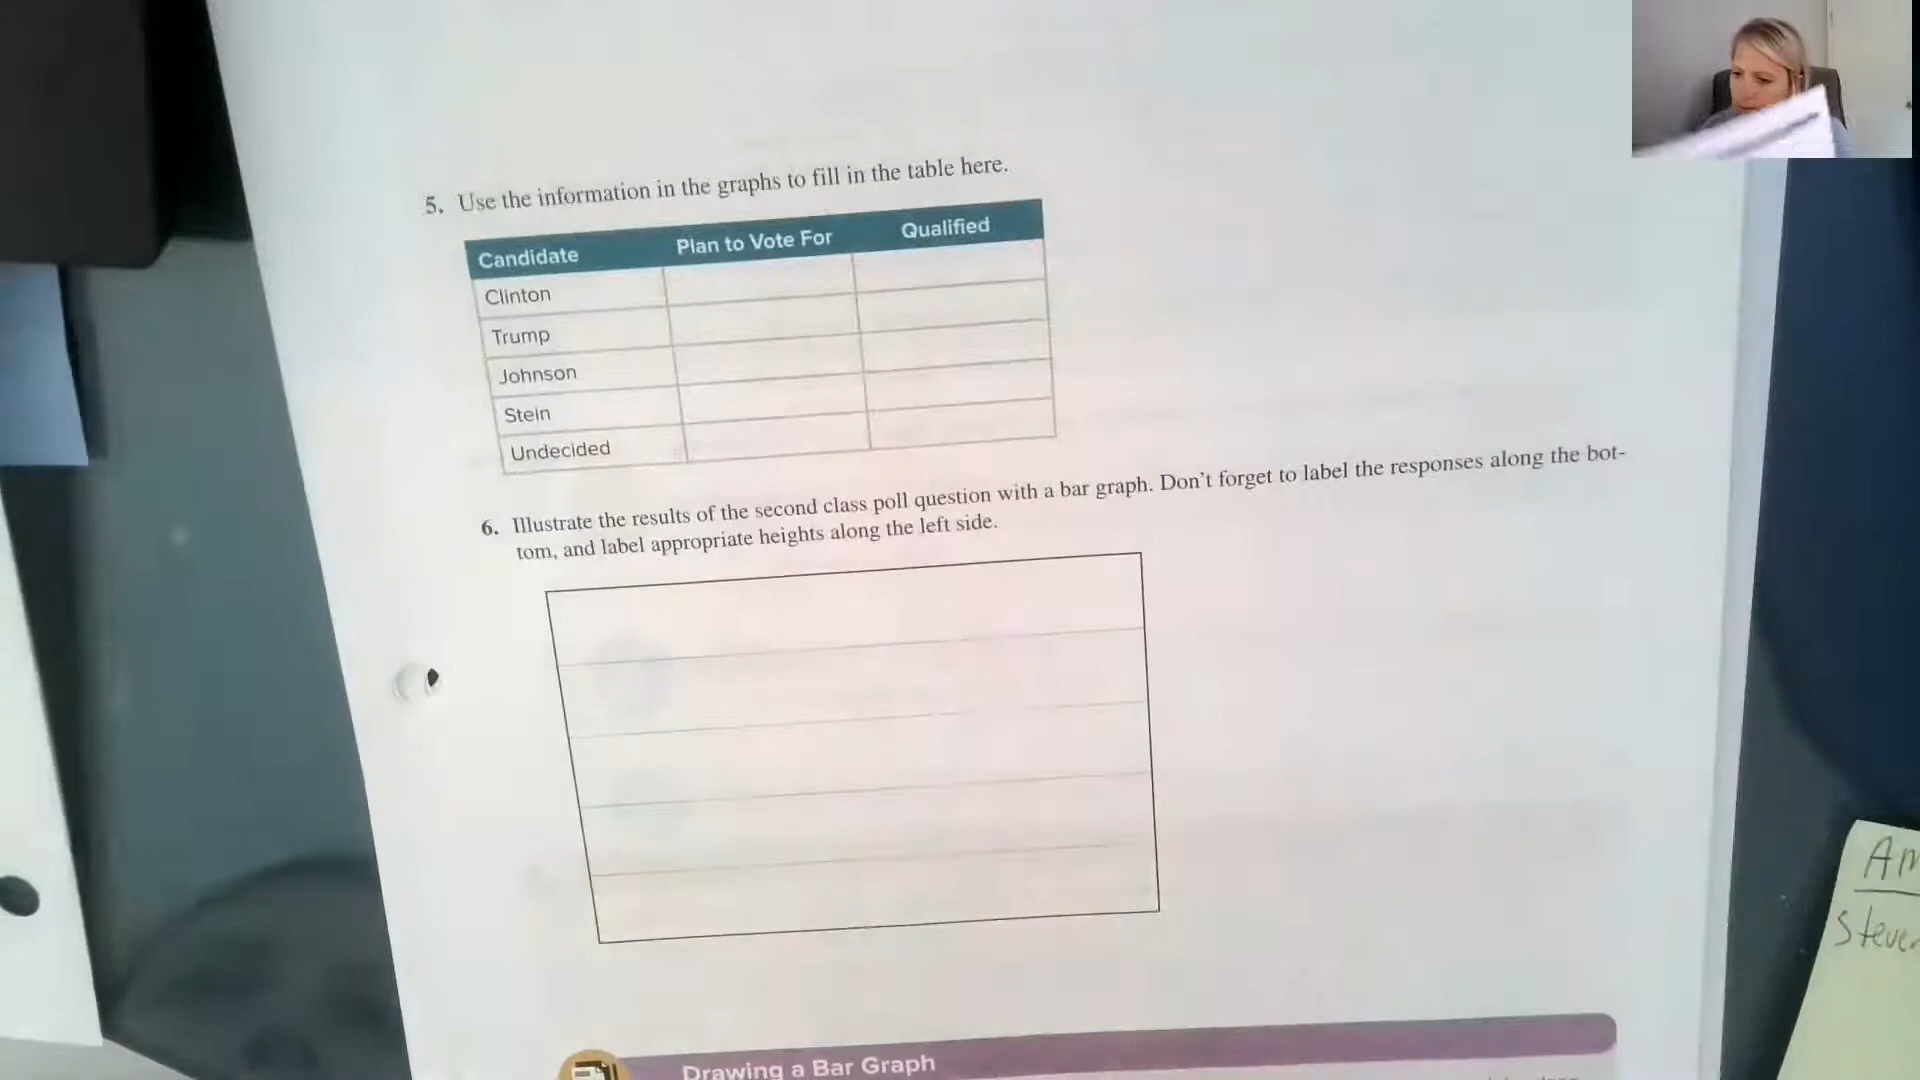 5. Use the information in the graphs to fill in the table here.
Candidate Plan to Vote For Qualified
Clinton
Trump
Johnson
Stein
Undecided
6. Illustrate the results of the second class poll question with a bar graph. Don't forget to label the responses along the bot-
tom, and label appropriate heights along the left side.
Drawing a Bar Graph
Am
Steve